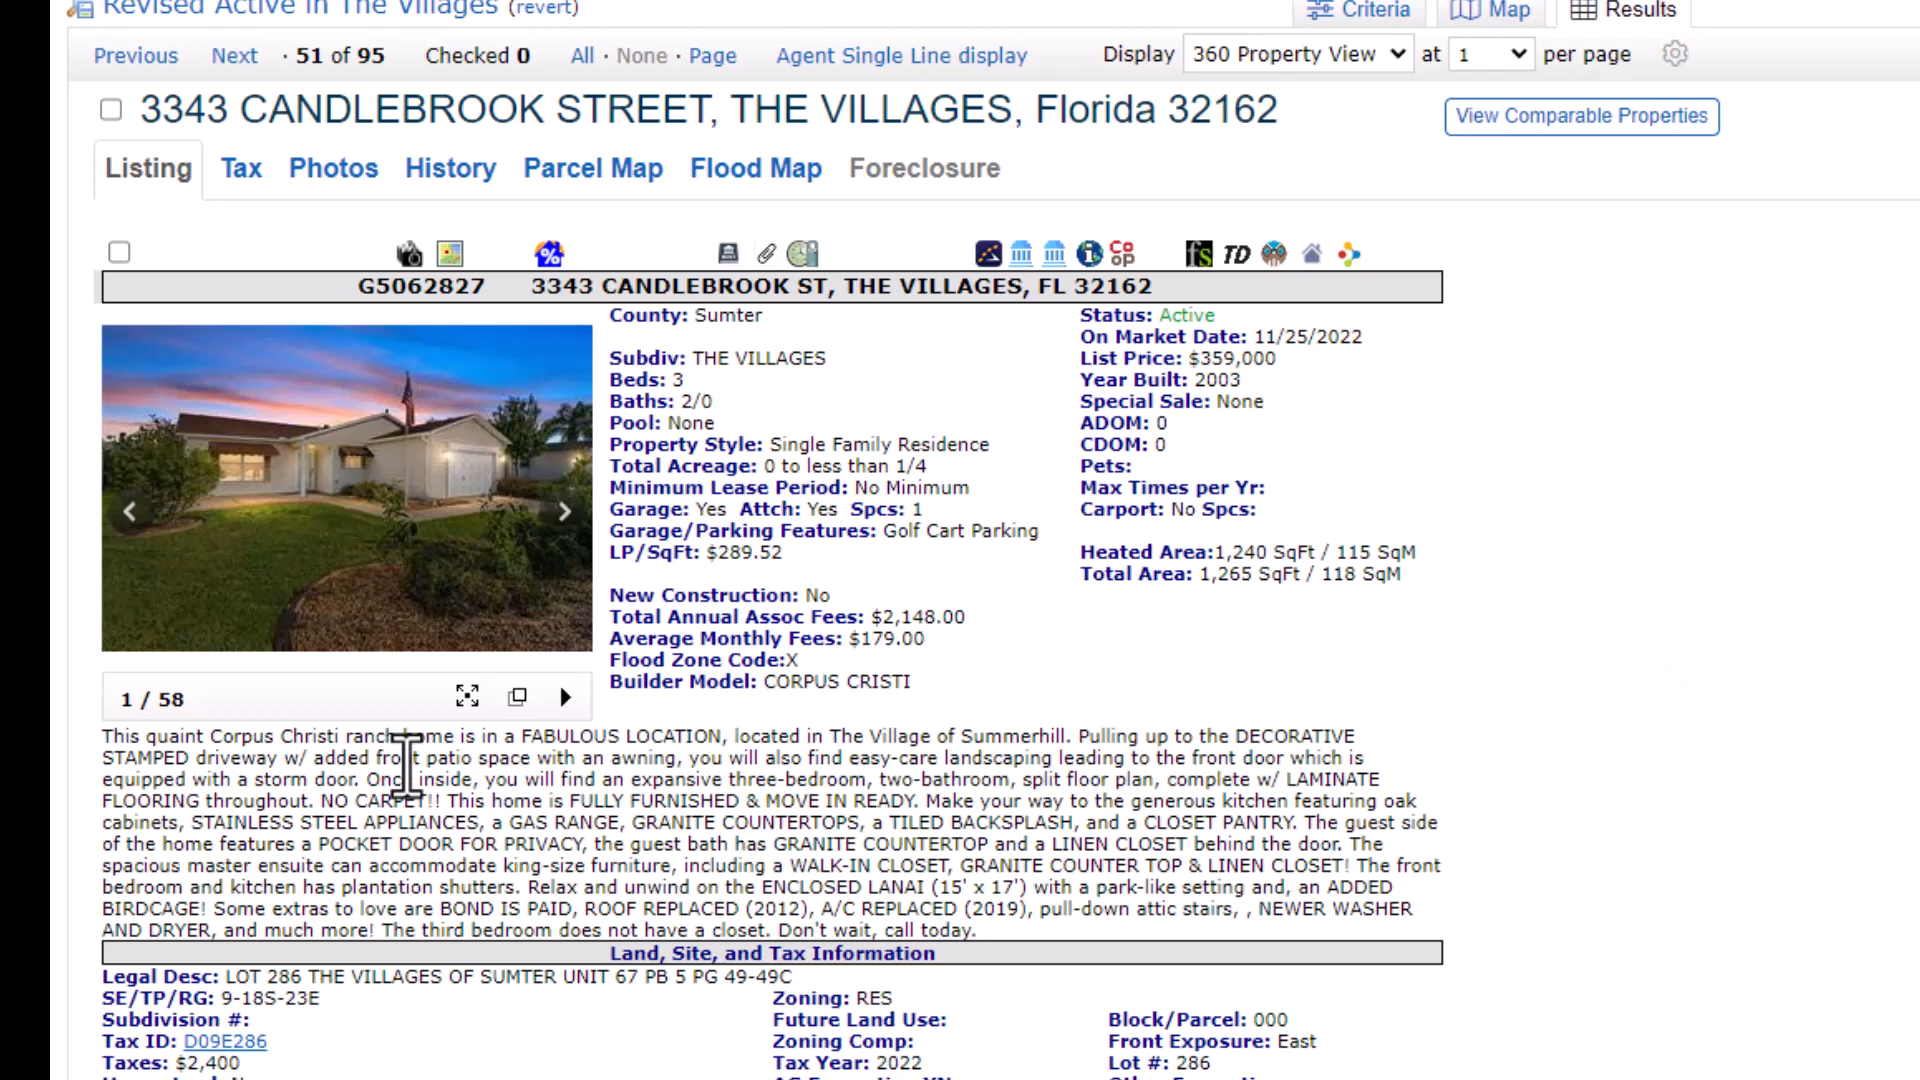 Revised Active in The Villages (revert)
Criteria Map Results
Previous Next · 51 of 95 Checked 0 All · None · Page Agent Single Line display Display 360 Property View at 1 per page
3343 CANDLEBROOK STREET, THE VILLAGES, Florida 32162
View Comparable Properties
Listing Tax Photos History Parcel Map Flood Map Foreclosure
G5062827 3343 CANDLEBROOK ST, THE VILLAGES, FL 32162
County: Sumter
Subdiv: THE VILLAGES
Beds: 3
Baths: 2/0
Pool: None
Property Style: Single Family Residence
Total Acreage: 0 to less than 1/4
Minimum Lease Period: No Minimum
Garage: Yes Attch: Yes Spcs: 1
Garage/Parking Features: Golf Cart Parking
LP/SqFt: $289.52
New Construction: No
Total Annual Assoc Fees: $2,148.00
Average Monthly Fees: $179.00
Flood Zone Code:X
Builder Model: CORPUS CRISTI
Status: Active
On Market Date: 11/25/2022
List Price: $359,000
Year Built: 2003
Special Sale: None
ADOM: 0
CDOM: 0
Pets:
Max Times per Yr:
Carport: No Spcs:
Heated Area:1,240 SqFt / 115 SqM
Total Area: 1,265 SqFt / 118 SqM
1 / 58
This quaint Corpus Christi ranch home is in a FABULOUS LOCATION, located in The Village of Summerhill. Pulling up to the DECORATIVE
STAMPED driveway w/ added front patio space with an awning, you will also find easy-care landscaping leading to the front door which is
equipped with a storm door. Once inside, you will find an expansive three-bedroom, two-bathroom, split floor plan, complete w/ LAMINATE
FLOORING throughout. NO CARPET!! This home is FULLY FURNISHED & MOVE IN READY. Make your way to the generous kitchen featuring oak
cabinets, STAINLESS STEEL APPLIANCES, a GAS RANGE, GRANITE COUNTERTOPS, a TILED BACKSPLASH, and a CLOSET PANTRY. The guest side
of the home features a POCKET DOOR FOR PRIVACY, the guest bath has GRANITE COUNTERTOP and a LINEN CLOSET behind the door. The
spacious master ensuite can accommodate king-size furniture, including a WALK-IN CLOSET, GRANITE COUNTER TOP & LINEN CLOSET! The front
bedroom and kitchen has plantation shutters. Relax and unwind on the ENCLOSED LANAI (15' x 17') with a park-like setting and, an ADDED
BIRDCAGE! Some extras to love are BOND IS PAID, ROOF REPLACED (2012), A/C REPLACED (2019), pull-down attic stairs, , NEWER WASHER
AND DRYER, and much more! The third bedroom does not have a closet. Don't wait, call today.
Land, Site, and Tax Information
Legal Desc: LOT 286 THE VILLAGES OF SUMTER UNIT 67 PB 5 PG 49-49C
SE/TP/RG: 9-18S-23E
Subdivision #:
Tax ID: D09E286
Taxes: $2,400
Zoning: RES
Future Land Use:
Zoning Comp:
Tax Year: 2022
Block/Parcel: 000
Front Exposure: East
Lot #: 286